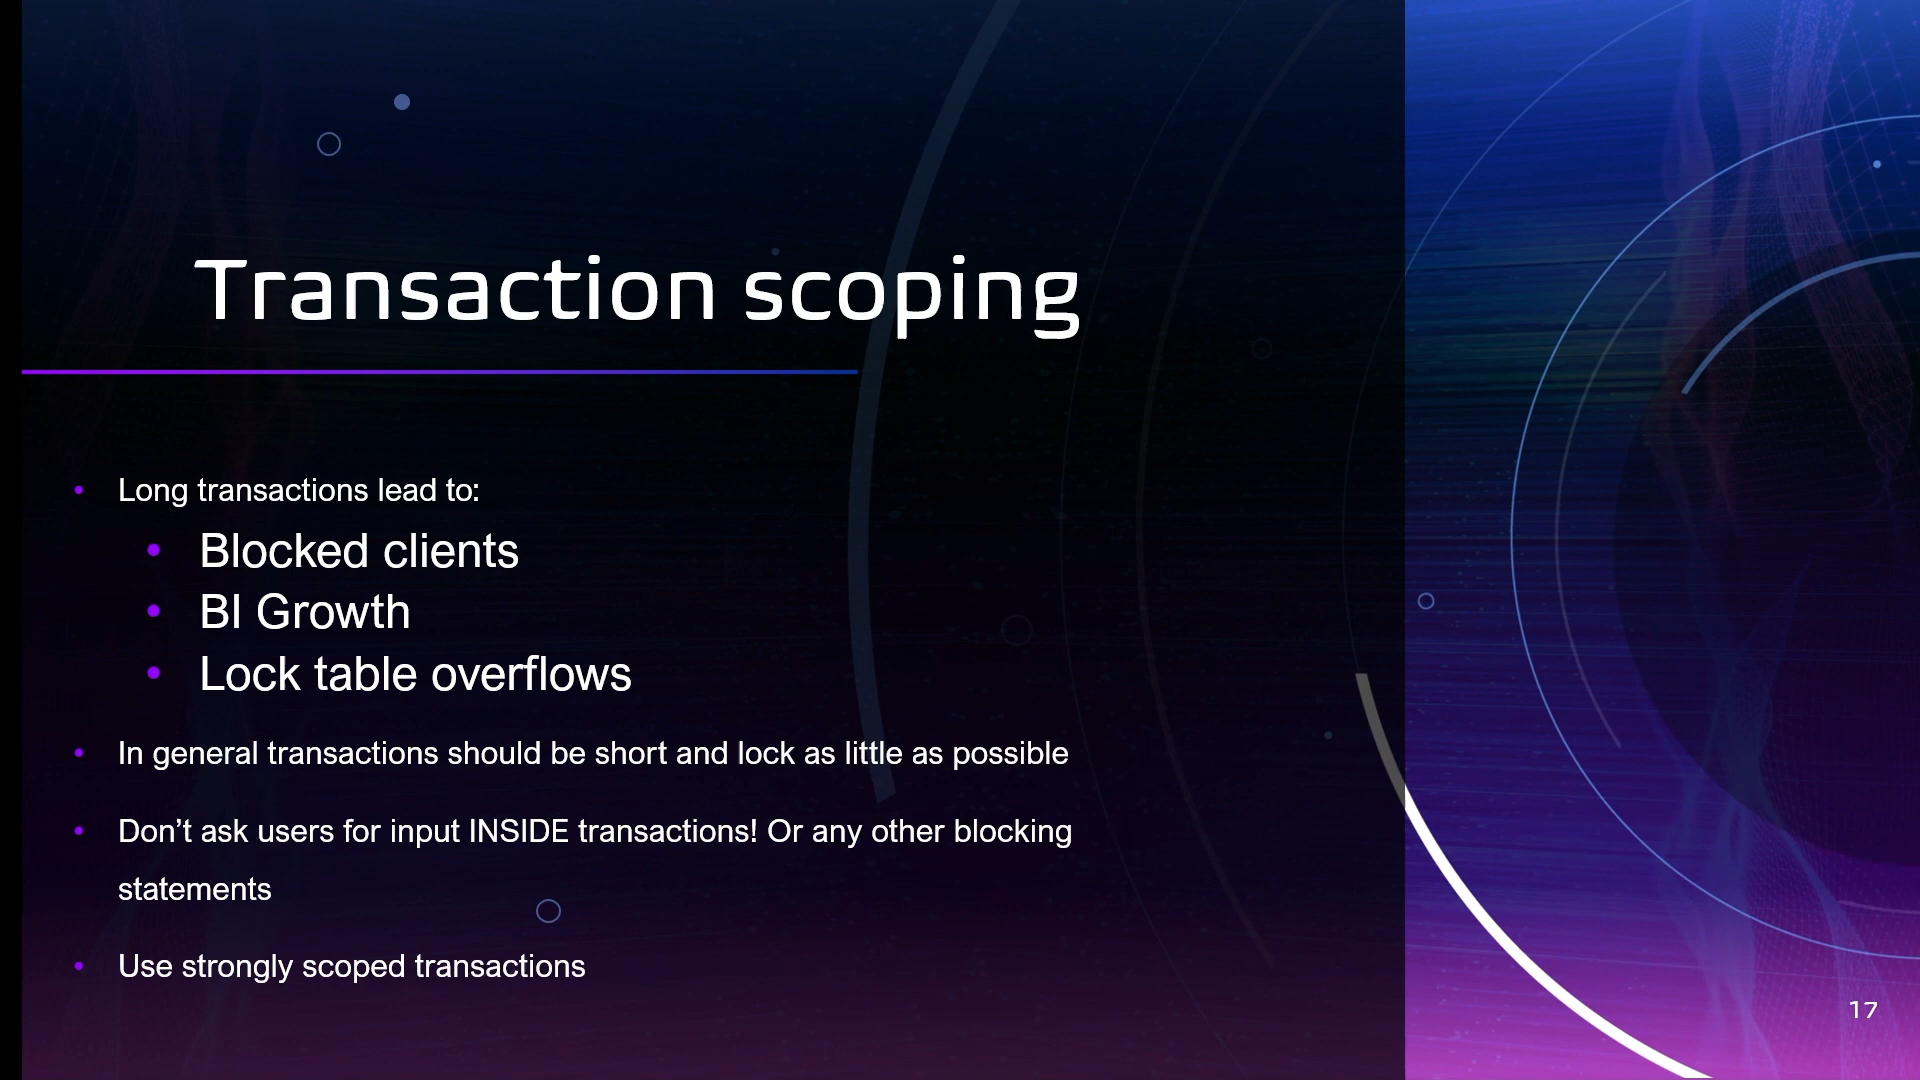 Transaction scoping
• Long transactions lead to:
• Blocked clients
• BI Growth
• Lock table overflows
• In general transactions should be short and lock as little as possible
• Don’t ask users for input INSIDE transactions! Or any other blocking
statements
• Use strongly scoped transactions
17